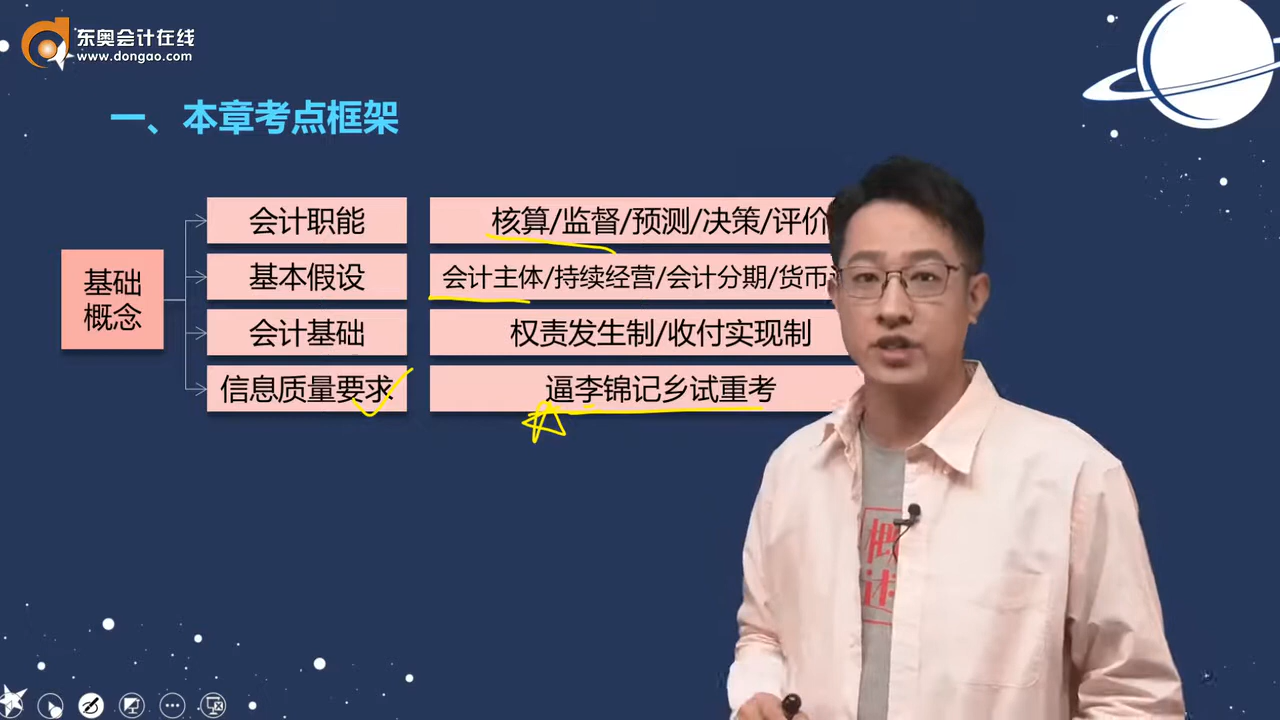 东奥会计在线
www.dongao.com
一、本章考点框架
基础
概念
会计职能
核算/监督/预测/决策/评价
基本假设
会计主体/持续经营/会计分期/货币
会计基础
权责发生制/收付实现制
信息质量要求
逼李锦记乡试重考
概
述